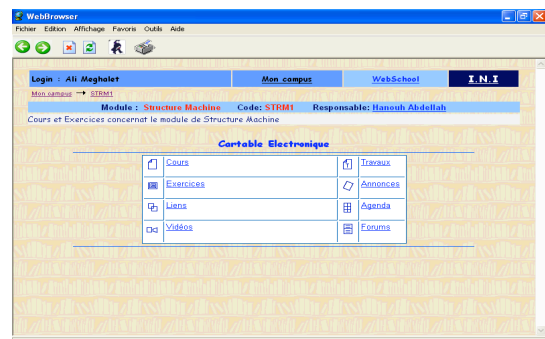 WebBrowser
Fichier Edition Affichage Favoris Outils Aide
Login : Ali Meghalet Mon campus WebSchool I.N.I
Mon campus → STRM1
Module : Structure Machine Code: STRM1 Responsable: Hanouh Abdellah
Cours et Exercices concernat le module de Structure Machine
Cartable Electronique
Cours Travaux
Exercices Annonces
Liens Agenda
Vidéos Forums